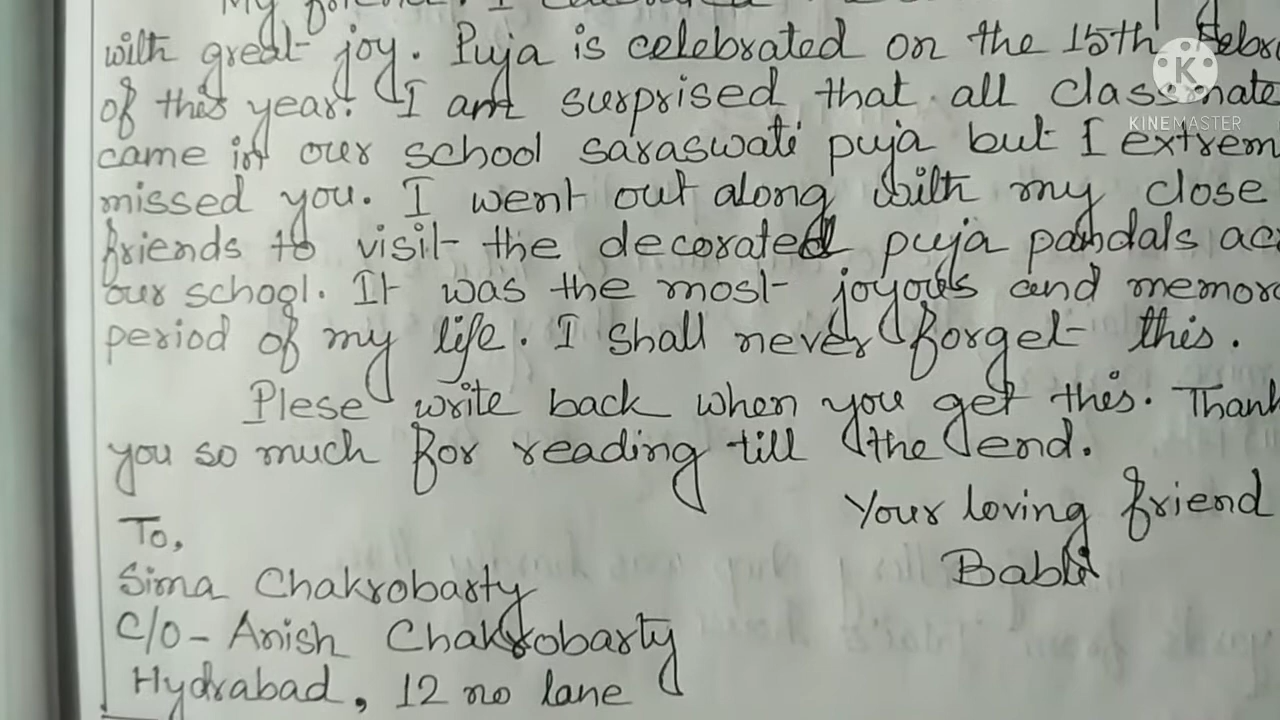 My friend. I celebrated
with great joy. Puja is celebrated on the 15th Febr
of this year. I am surprised that all classmate
came in our school saraswati puja but I extrem
missed you. I went out along with my close
friends to visit the decorated puja pandals ac
our school. It was the most joyous and memor
period of my life. I shall never forget this.
Plese write back when you get this. Thank
you so much for reading till the end.
Your loving friend
Babli
To,
Sima Chakrobarty
C/O- Anish Chakrobarty
Hydrabad, 12 no lane
K
KINEMASTER